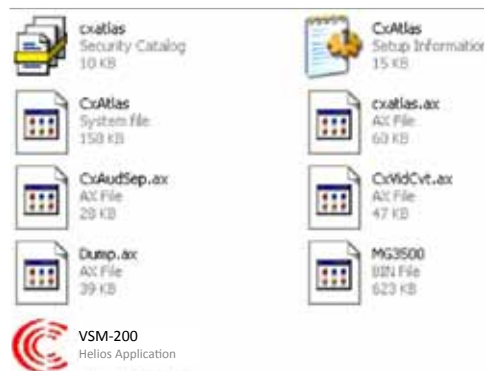 cxatlas
Security Catalog
10 KB
CxAtlas
Setup Information
15 KB
CxAtlas
System file
158 KB
cxatlas.ax
AX File
60 KB
CxAudSep.ax
AX File
28 KB
CxVidCvt.ax
AX File
47 KB
Dump.ax
AX File
39 KB
MG3500
BIN File
623 KB
VSM-200
Helios Application